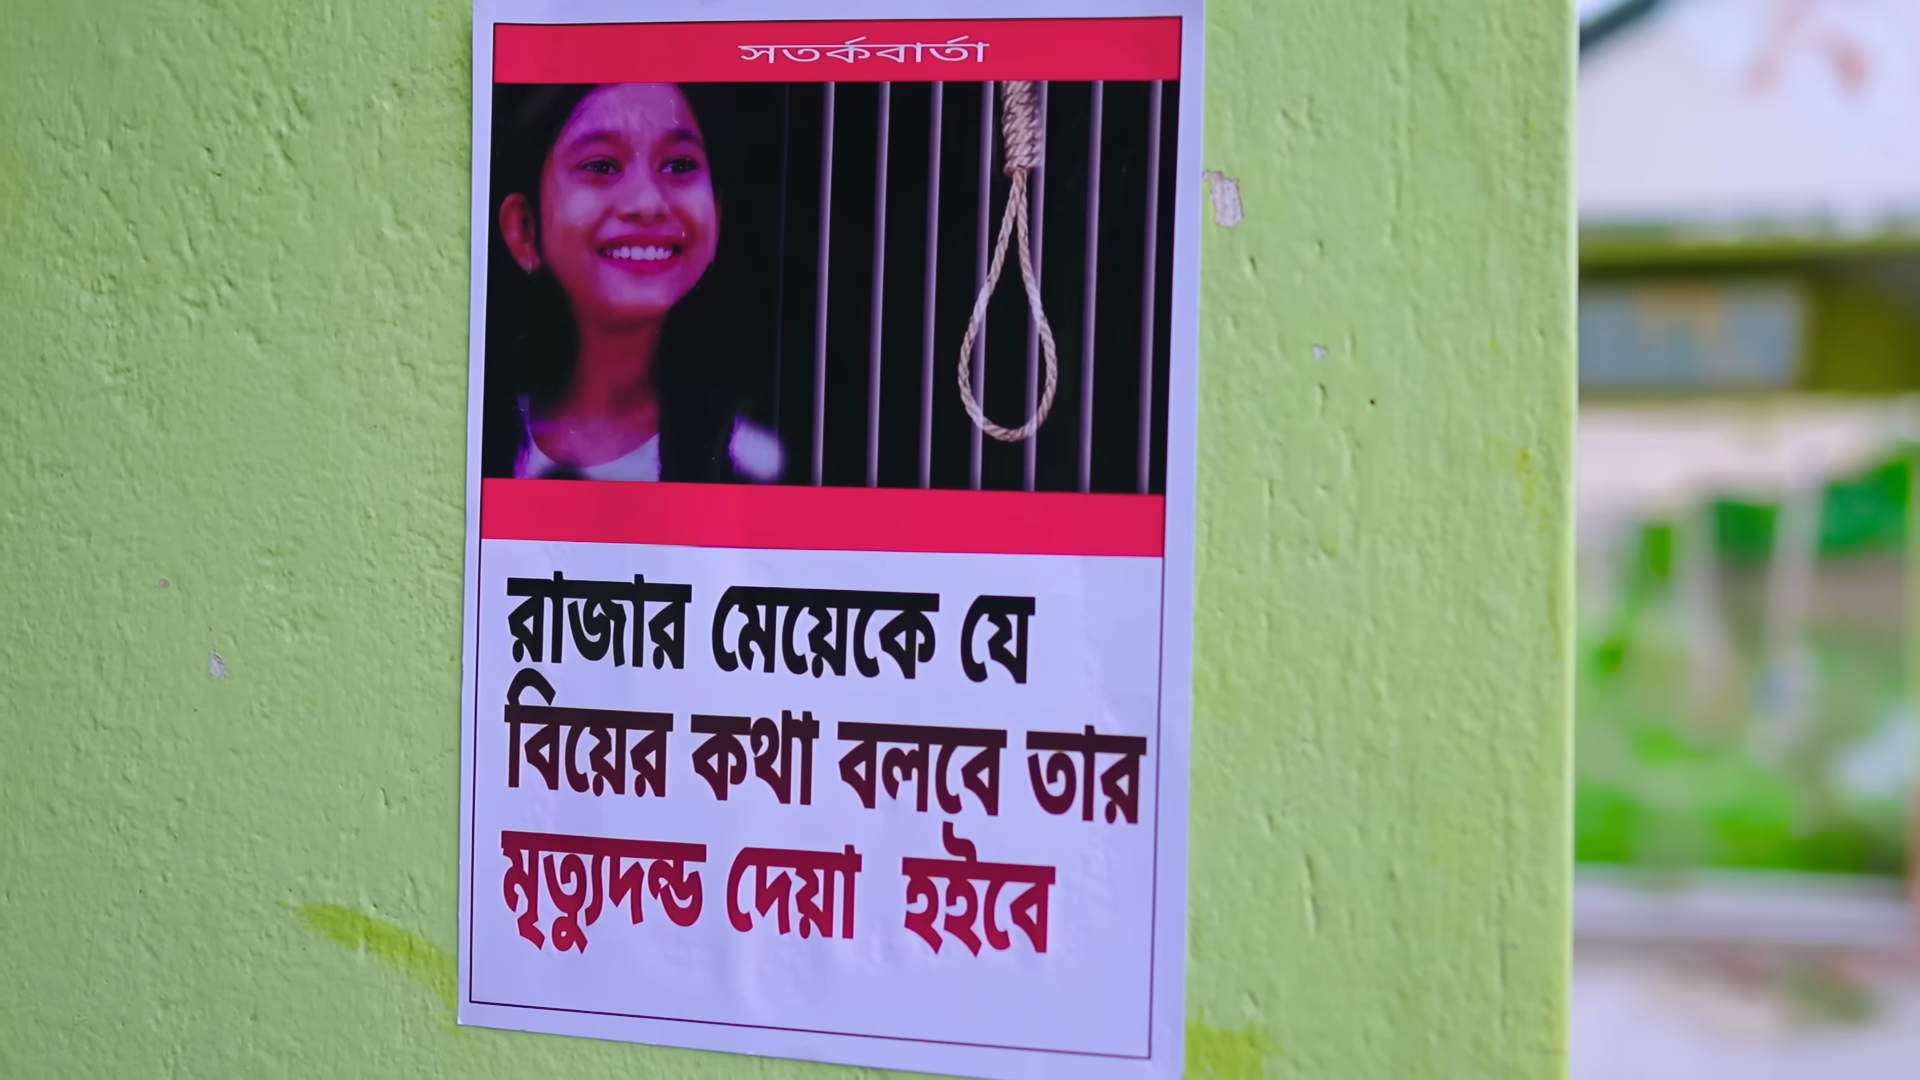 সতর্কবার্তা
রাজার মেয়েকে যে
বিয়ের কথা বলবে তার
মৃত্যুদন্ড দেয়া হইবে